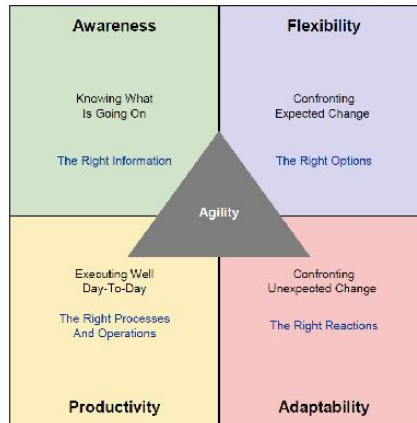 Awareness
Knowing What
Is Going On
The Right Information
Flexibility
Confronting
Expected Change
The Right Options
Agility
Executing Well
Day-To-Day
The Right Processes
And Operations
Productivity
Confronting
Unexpected Change
The Right Reactions
Adaptability